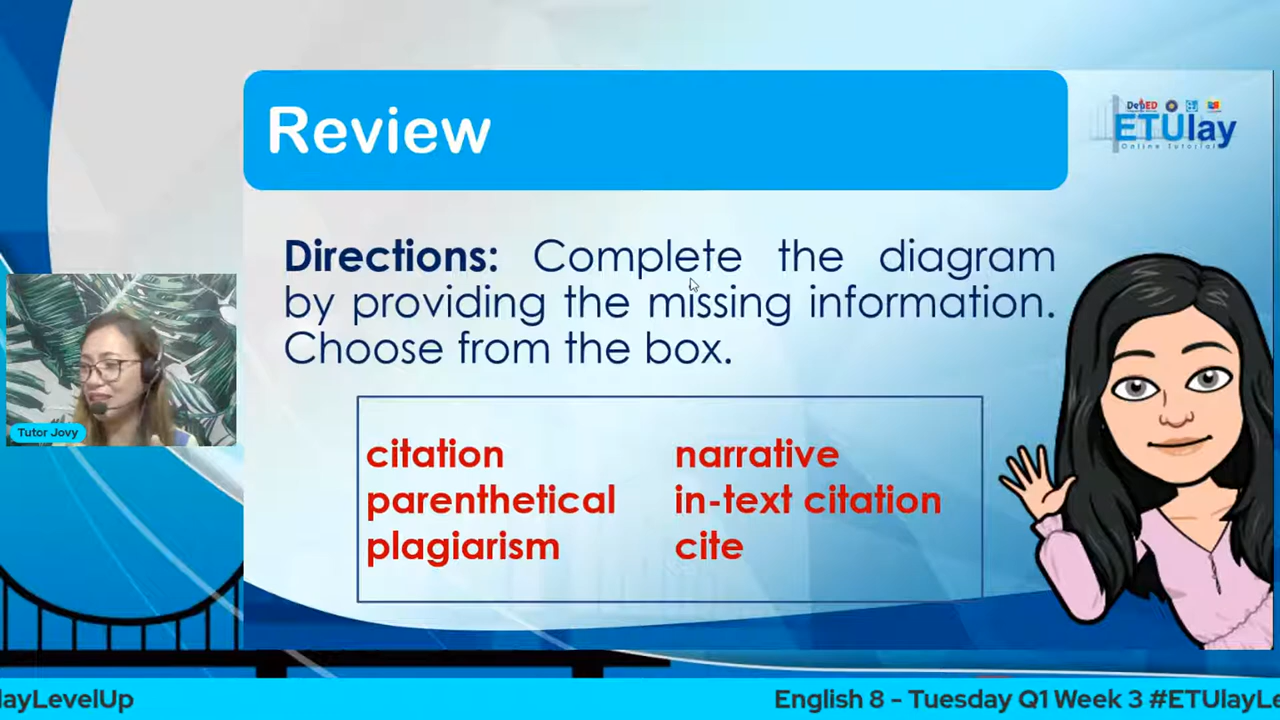 Review
DepED
ETUlay
Online Tutorial
Directions: Complete the diagram
by providing the missing information.
Choose from the box.
citation
parenthetical
plagiarism
narrative
in-text citation
cite
Tutor Jovy
layLevelUp
English 8 - Tuesday Q1 Week 3 #ETUlayLe